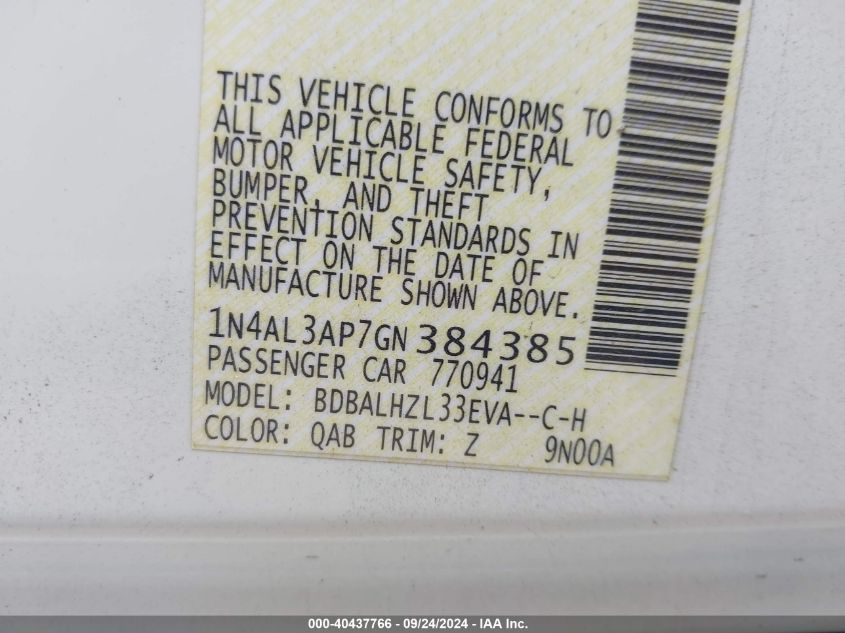 THIS VEHICLE CONFORMS TO
ALL APPLICABLE FEDERAL
MOTOR VEHICLE SAFETY,
BUMPER, AND THEFT
PREVENTION STANDARDS IN
EFFECT ON THE DATE OF
MANUFACTURE SHOWN ABOVE.
1N4AL3AP7GN384385
PASSENGER CAR 770941
MODEL: BDBALHZL33EVA--C-H
COLOR: QAB TRIM: Z 9N00A
000-40437766 - 09/24/2024 - IAA Inc.